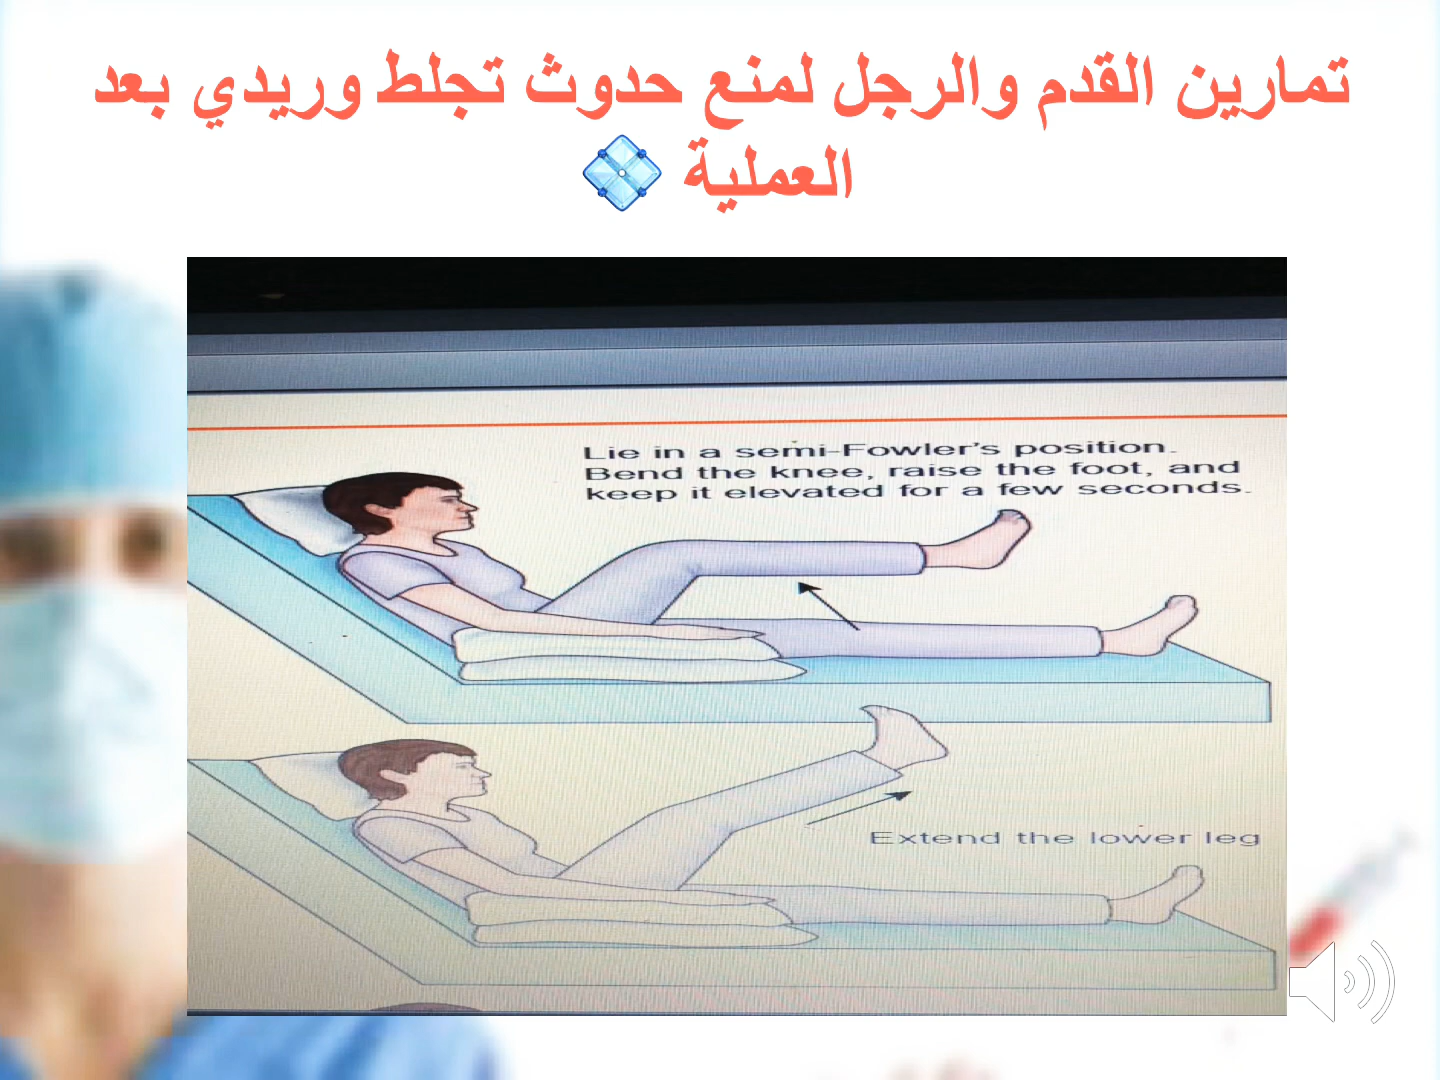 تمارين القدم والرجل لمنع حدوث تجلط وريدي بعد
العملية 💠
Lie in a semi-Fowler's position.
Bend the knee, raise the foot, and
keep it elevated for a few seconds.
Extend the lower leg